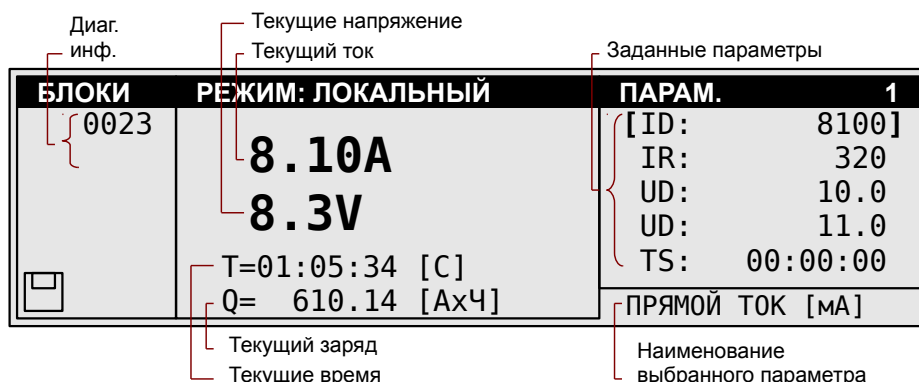 Диаг.
инф.
Текущие напряжение
Текущий ток
Заданные параметры
БЛОКИ
РЕЖИМ: ЛОКАЛЬНЫЙ
ПАРАМ. 1
0023
8.10A
8.3V
T=01:05:34 [C]
Q= 610.14 [АхЧ]
[ID: 8100]
IR: 320
UD: 10.0
UD: 11.0
TS: 00:00:00
ПРЯМОЙ ТОК [мА]
Текущий заряд
Текущие время
Наименование
выбранного параметра